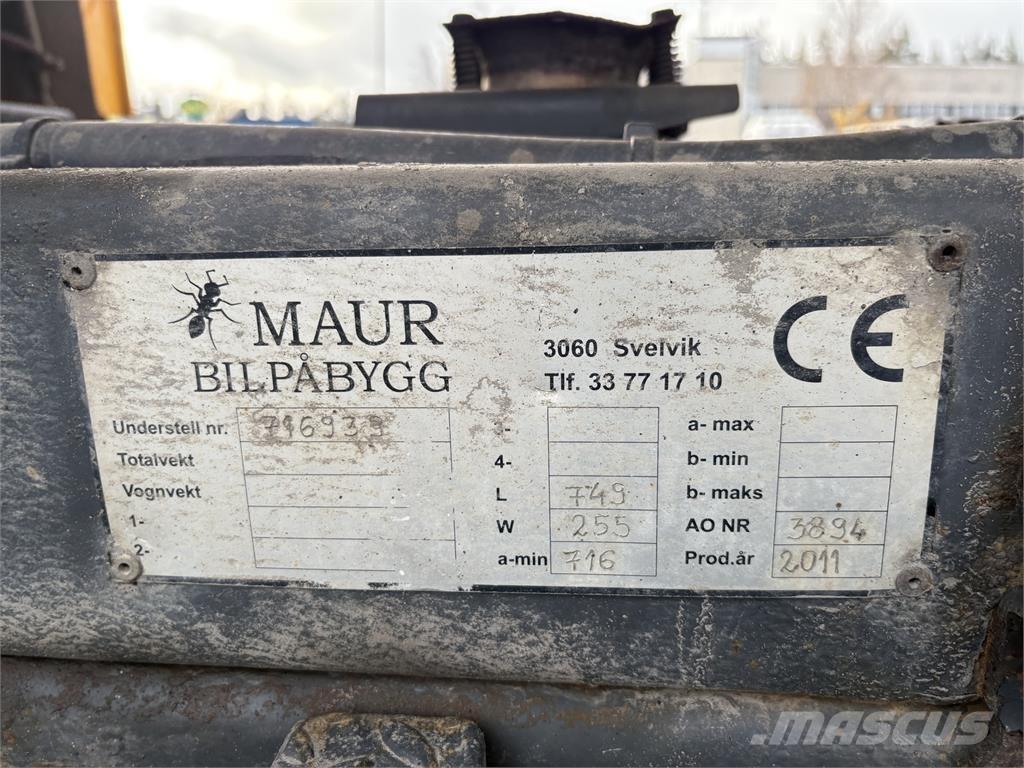 MAUR
BILPÅBYGG
3060 Svelvik
Tlf. 33 77 17 10
CE
Understell nr. 716939
Totalvekt
Vognvekt
1-
2-
4-
L 749
W 255
a-min 716
a- max
b- min
b- maks
AO NR 3894
Prod.år 2011
MASCUS